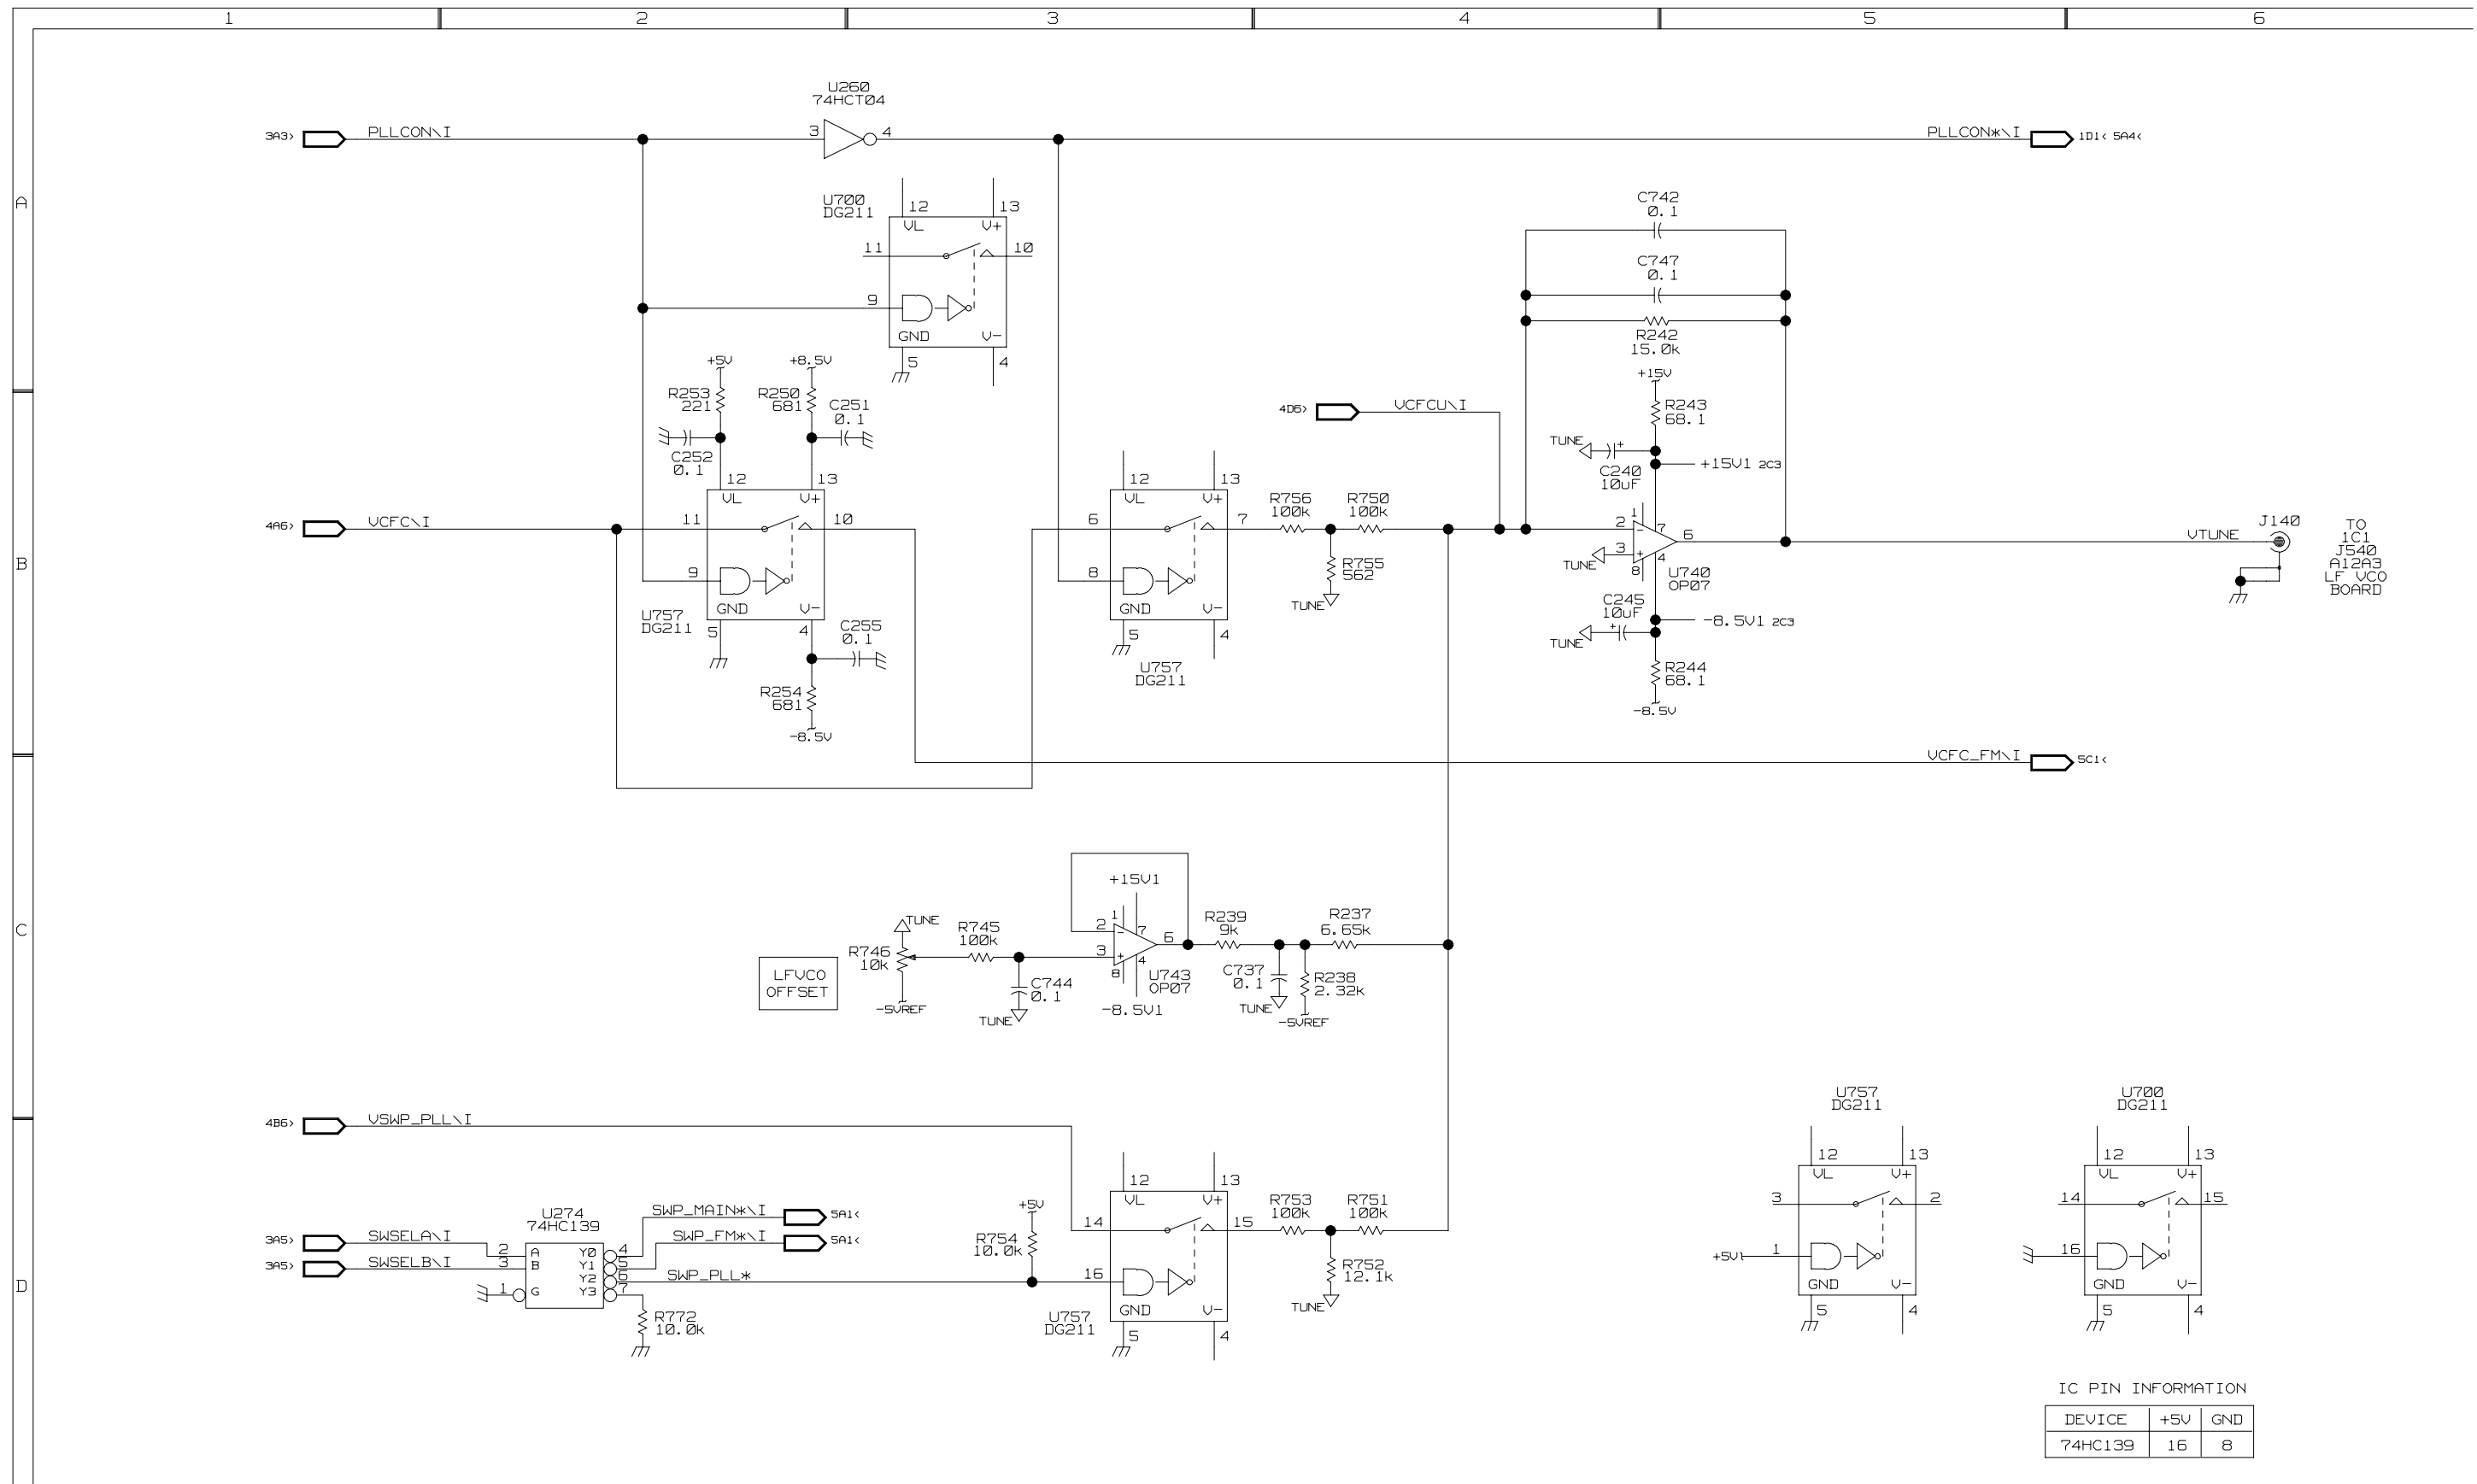 1 2 3 4 5 6
A
B
C
D
U260
74HCT04
3A3> PLLCON\I
3
4
PLLCON*\I 1D1< 5A4<
U700
DG211
12
13
VL V+
11
10
9
GND V-
5
4
C742
0.1
C747
0.1
R242
15.0k
+5V
+8.5V
R253
221
R250
681
C251
0.1
C252
0.1
12
13
VL V+
4A6> VCFC\I
11
10
9
GND V-
U757
DG211
5
4
C255
0.1
R254
681
-8.5V
4D6> VCFCU\I
12
13
VL V+
6
7
8
GND V-
5
4
U757
DG211
R756
100k
R750
100k
R755
562
TUNE
+15V
R243
68.1
TUNE
+
C240
10uF
+15V1 2C3
1
2
-
7
6
3
+
4
8
TUNE
U740
OP07
C245
10uF
-8.5V1 2C3
+
TUNE
R244
68.1
-8.5V
VTUNE
J140
TO
1C1
J540
A12A3
LF VCO
BOARD
VCFC_FM\I 5C1<
LFVCO
OFFSET
TUNE
R746
10k
-5VREF
R745
100k
C744
0.1
TUNE
+15V1
1
2
-
7
6
3
+
4
8
U743
OP07
-8.5V1
R239
9k
R237
6.65k
C737
0.1
R238
2.32k
TUNE
-5VREF
4B6> VSWP_PLL\I
3A5> SWSELA\I
3A5> SWSELB\I
U274
74HC139
2 A Y0 4
3 B Y1 5
Y2 6
1 G Y3 7
SWP_MAIN*\I 5A1<
SWP_FM*\I 5A1<
SWP_PLL*
R772
10.0k
+5V
R754
10.0k
12
13
VL V+
14
15
16
GND V-
U757
DG211
5
4
R753
100k
R751
100k
R752
12.1k
TUNE
U757
DG211
12
13
VL V+
3
2
+5V
1
GND V-
5
4
U700
DG211
12
13
VL V+
14
15
16
GND V-
5
4
IC PIN INFORMATION
DEVICE +5V GND
74HC139 16 8